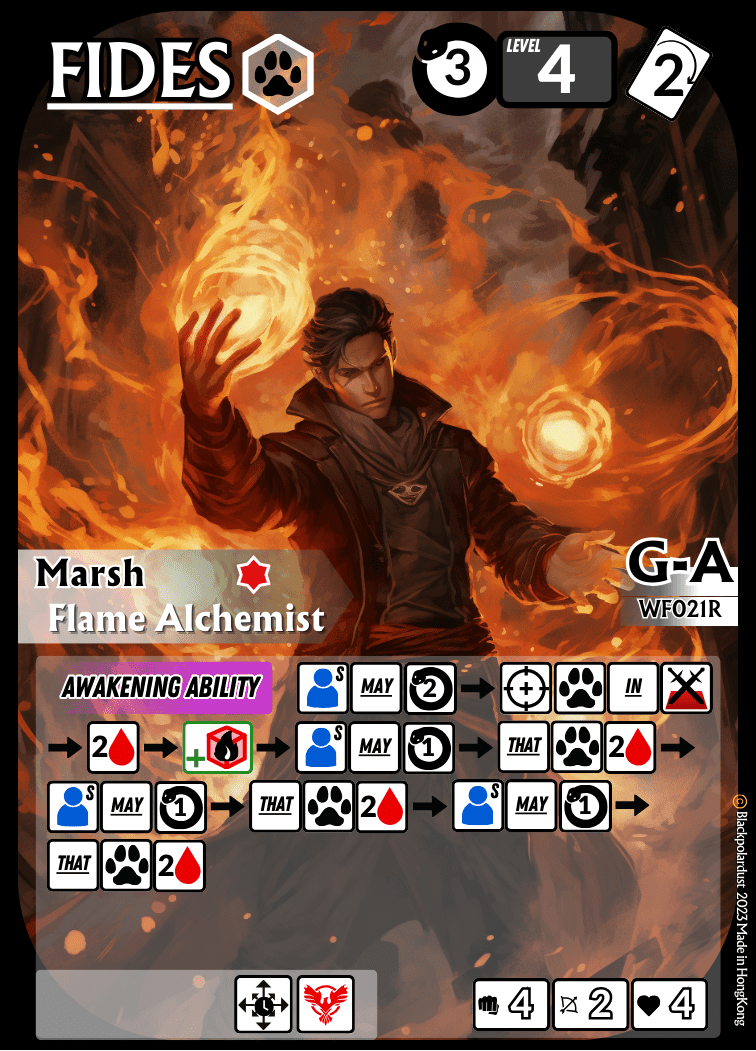 FIDES
3
LEVEL
4
2
Marsh
Flame Alchemist
G-A
WF021R
AWAKENING ABILITY S MAY 2 IN
2 + S MAY 1 THAT 2
S MAY 1 THAT 2 S MAY 1
THAT 2
4 2 4
© Blackpolardust 2023 Made in HongKong